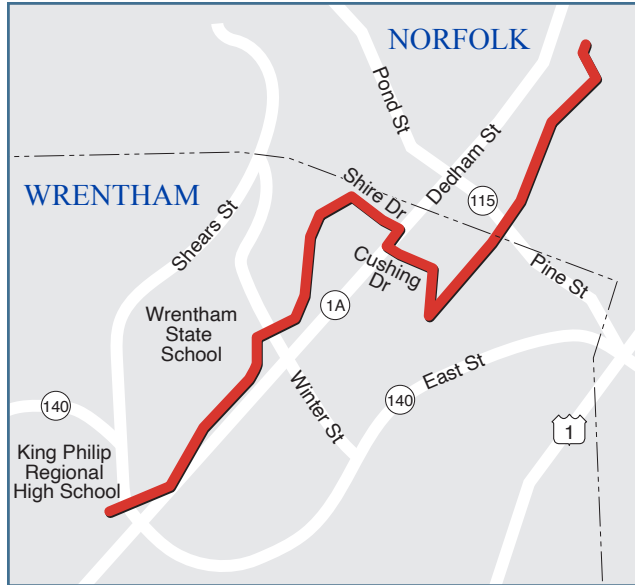 NORFOLK
Pond St
Dedham St
WRENTHAM
Shire Dr
115
Shears St
Cushing
Dr
Pine St
1A
Wrentham
State
School
Winter St
East St
140
140
1
King Philip
Regional
High School